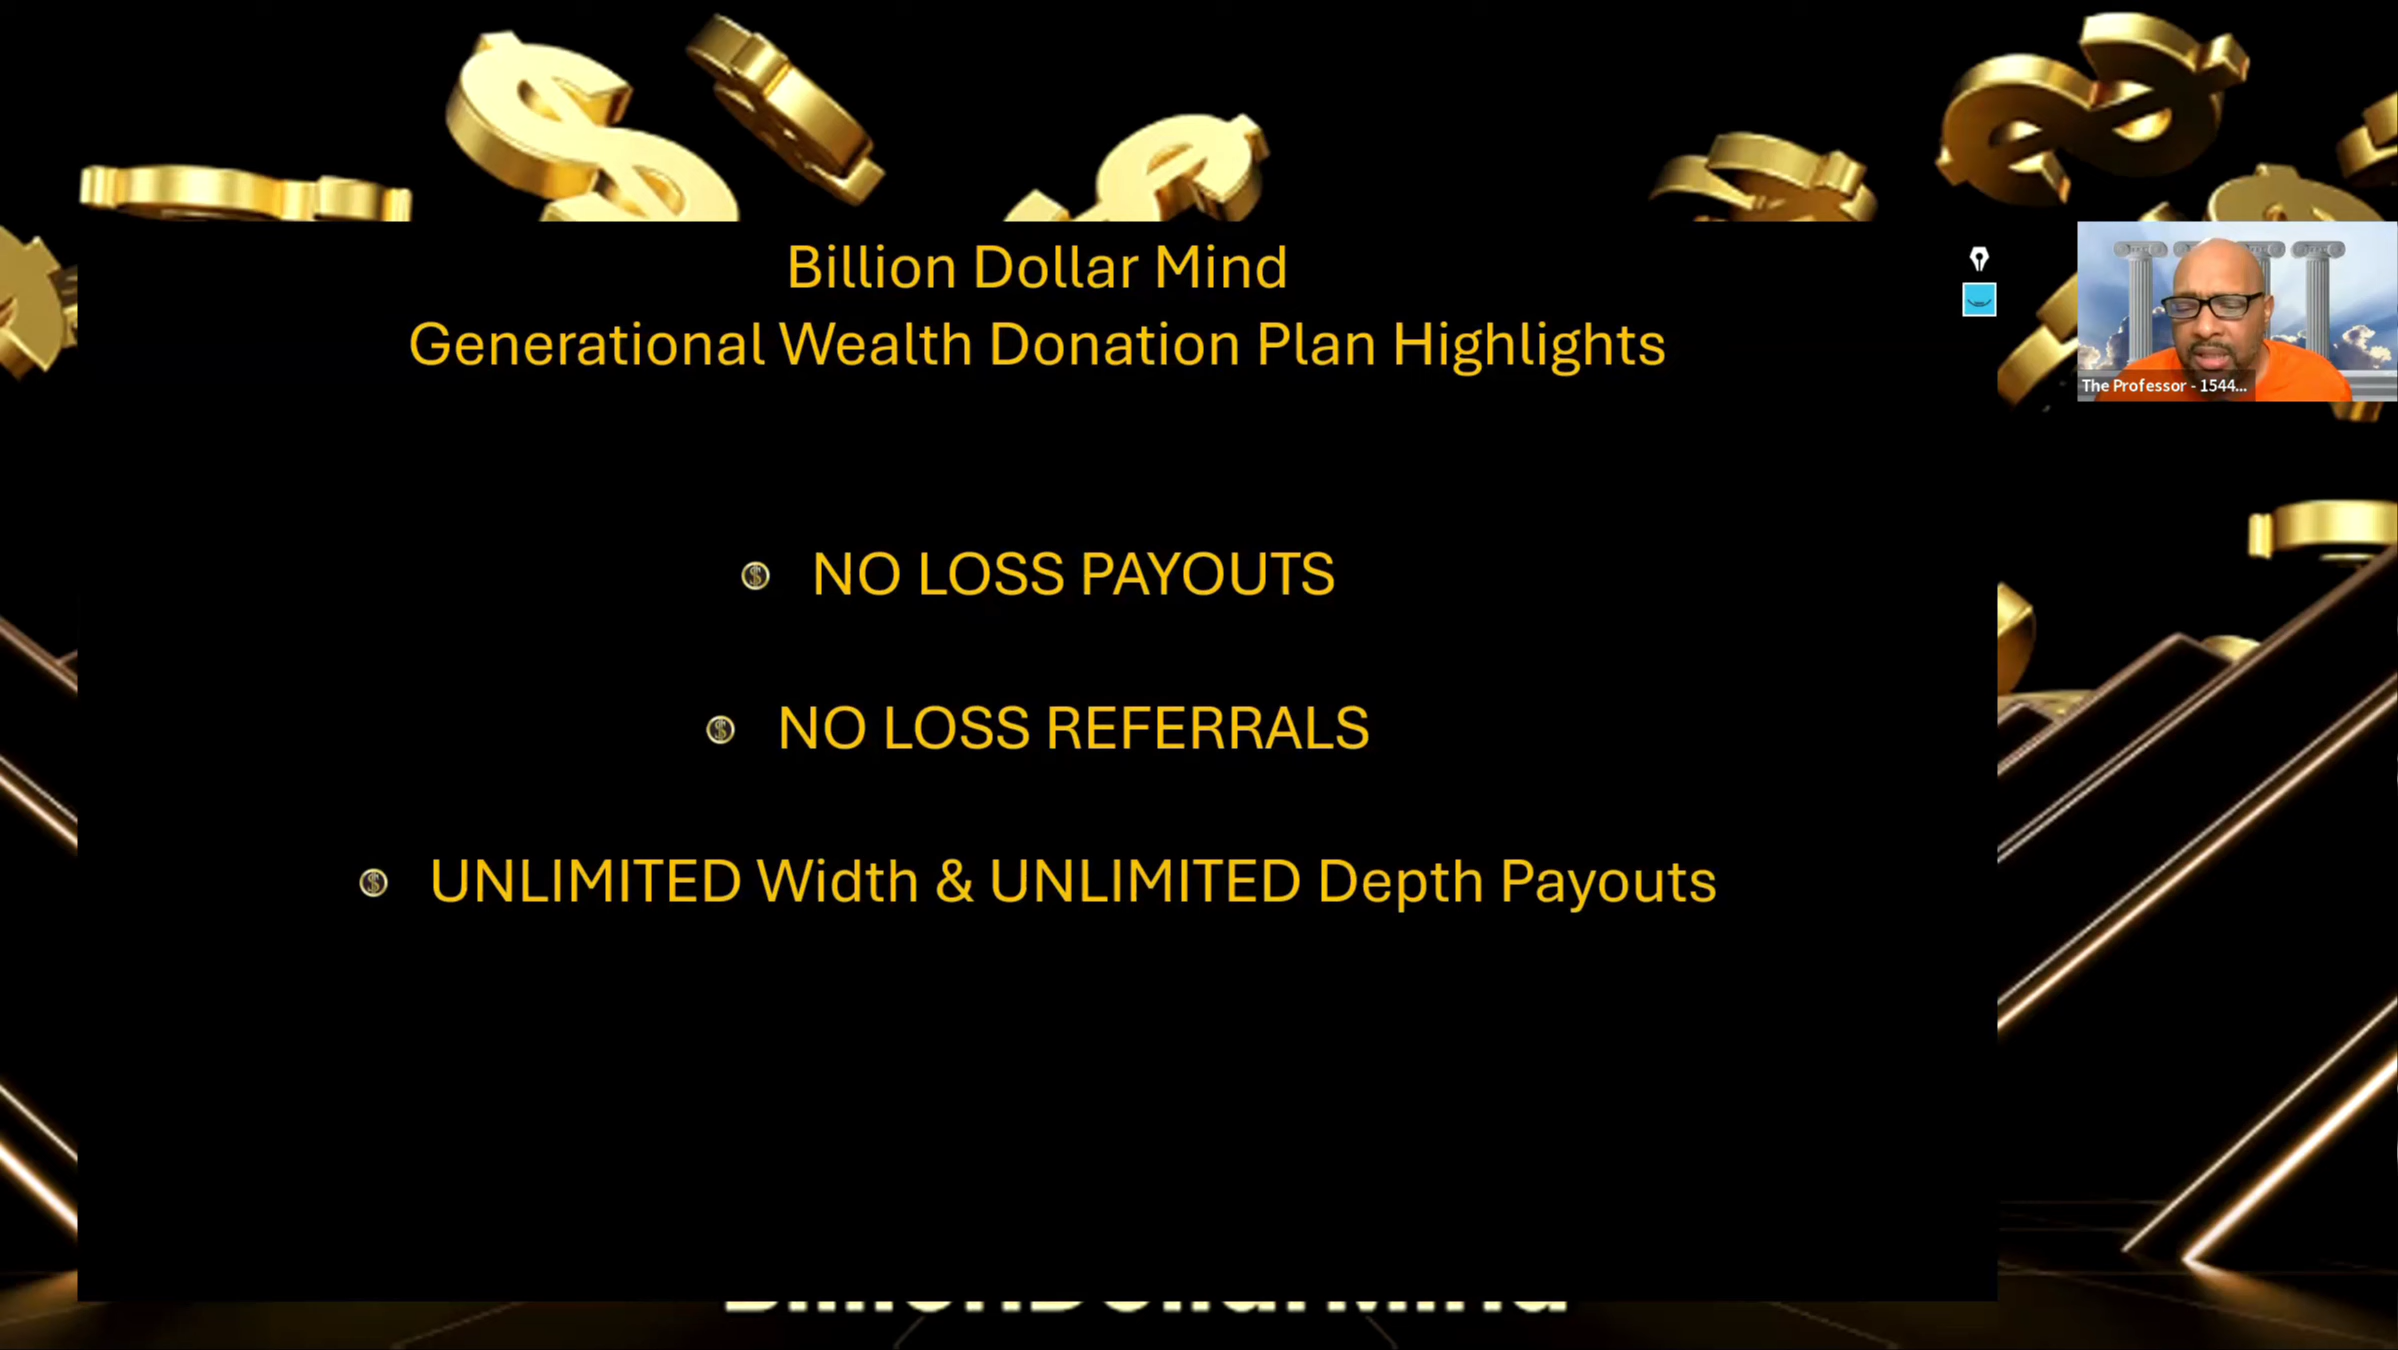 Billion Dollar Mind
Generational Wealth Donation Plan Highlights
The Professor - 1544...
NO LOSS PAYOUTS
NO LOSS REFERRALS
UNLIMITED Width & UNLIMITED Depth Payouts
BillionDollarMind